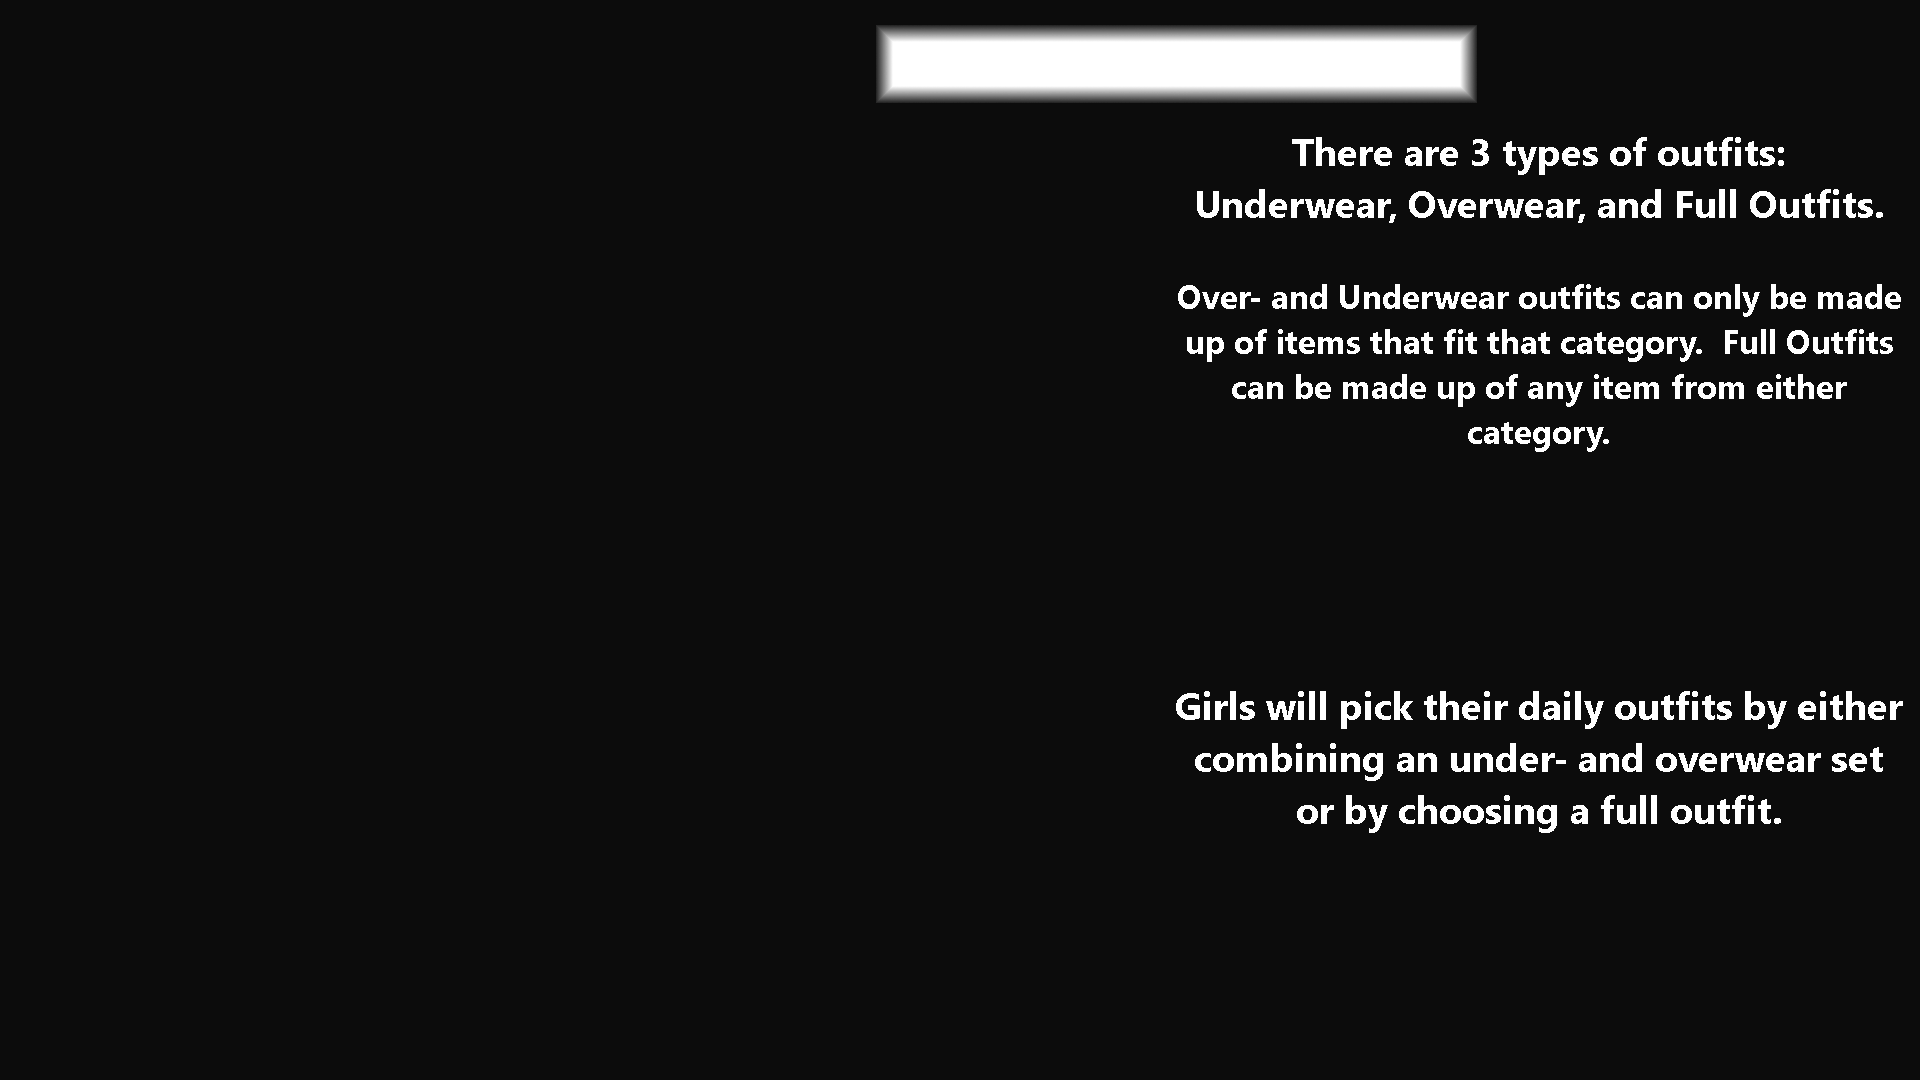 There are 3 types of outfits:
Underwear, Overwear, and Full Outfits.
Over- and Underwear outfits can only be made
up of items that fit that category.  Full Outfits
can be made up of any item from either
category.
Girls will pick their daily outfits by either
combining an under- and overwear set
or by choosing a full outfit.